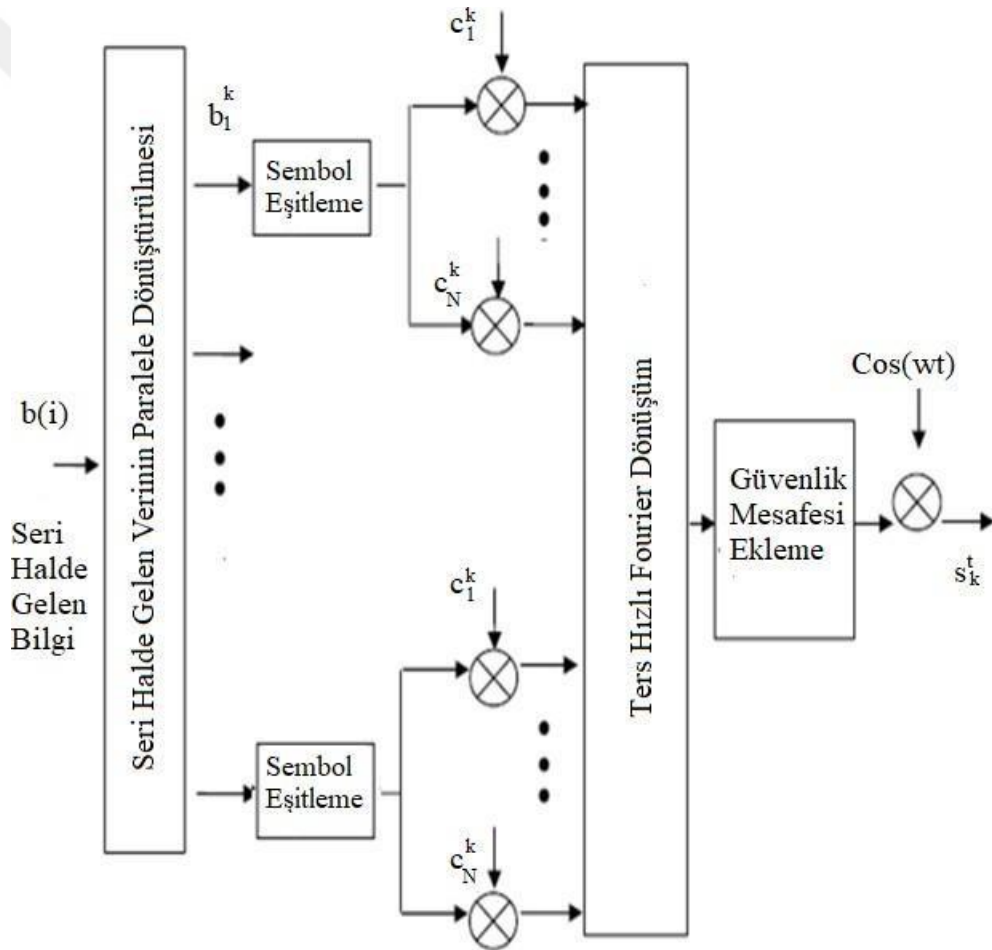 c₁ᵏ
b₁ᵏ
Sembol
Eşitleme
c_Nᵏ
Seri Halde Gelen Verinin Paralele Dönüştürülmesi
b(i)
Seri
Halde
Gelen
Bilgi
Ters Hızlı Fourier Dönüşüm
Cos(wt)
Güvenlik
Mesafesi
Ekleme
s_kᵗ
c₁ᵏ
Sembol
Eşitleme
c_Nᵏ